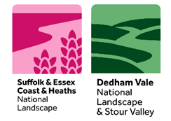 Suffolk & Essex
Coast & Heaths
National
Landscape
Dedham Vale
National
Landscape
& Stour Valley